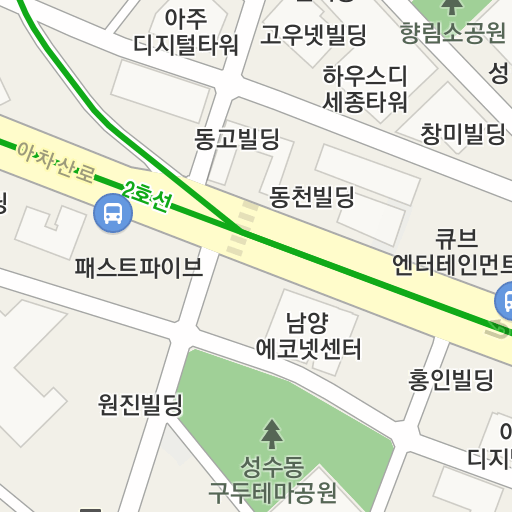 아주
디지털타워
고우넷빌딩
향림소공원
하우스디
세종타워
창미빌딩
동고빌딩
아차산로
2호선
동천빌딩
큐브
엔터테인먼트
패스트파이브
남양
에코넷센터
홍인빌딩
원진빌딩
성수동
구두테마공원